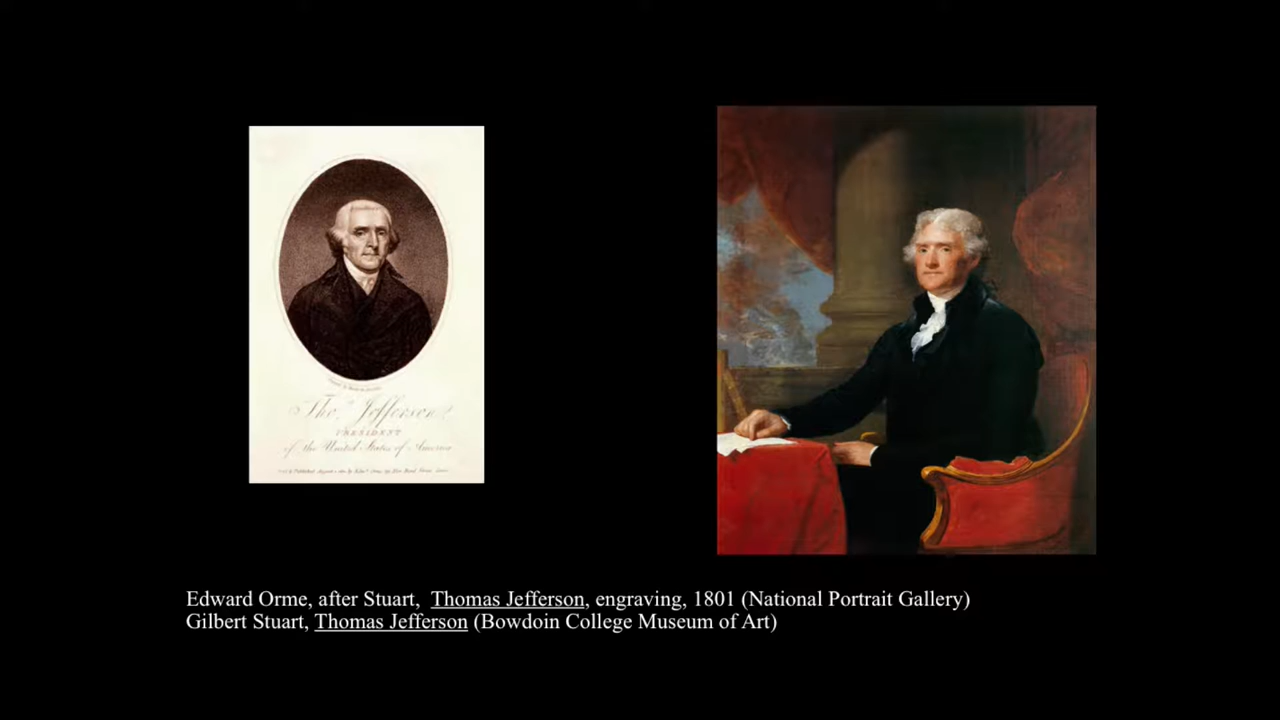 Tho.s Jefferson
PRESIDENT
of the United States of America
Edward Orme, after Stuart, Thomas Jefferson, engraving, 1801 (National Portrait Gallery)
Gilbert Stuart, Thomas Jefferson (Bowdoin College Museum of Art)